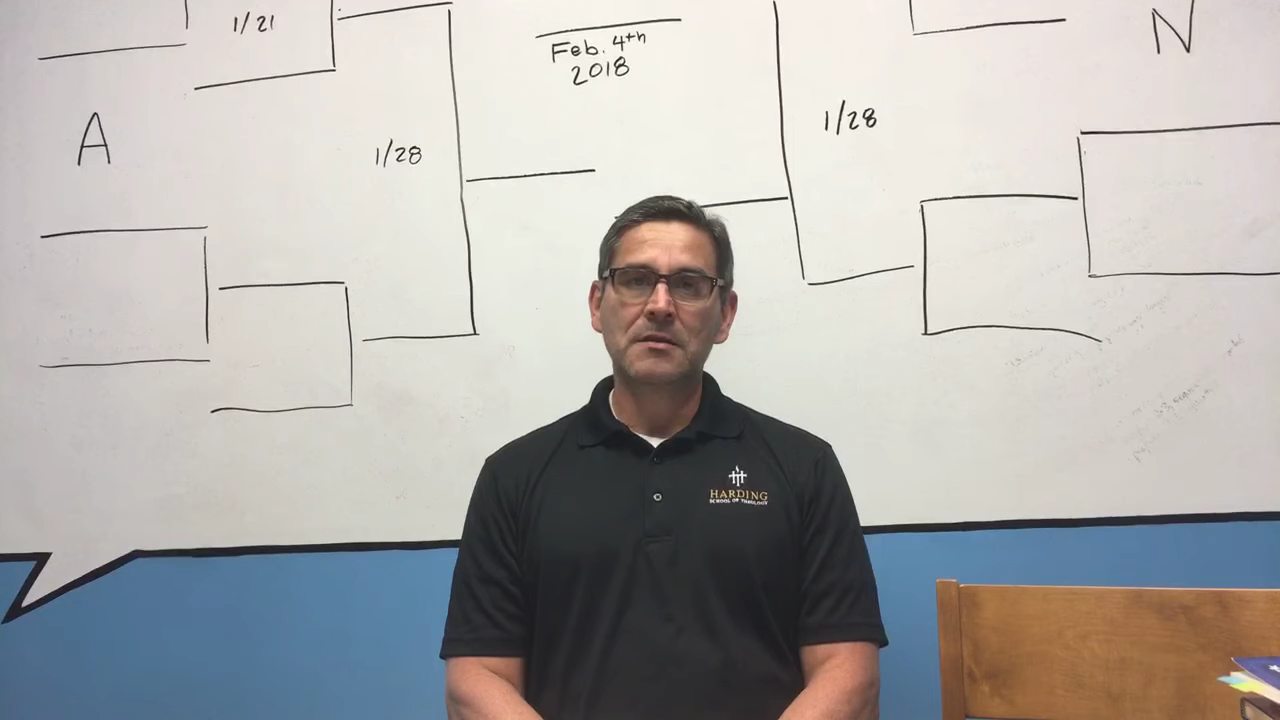 1/21
Feb. 4th
2018
N
A
1/28
1/28
HARDING
SCHOOL OF THEOLOGY